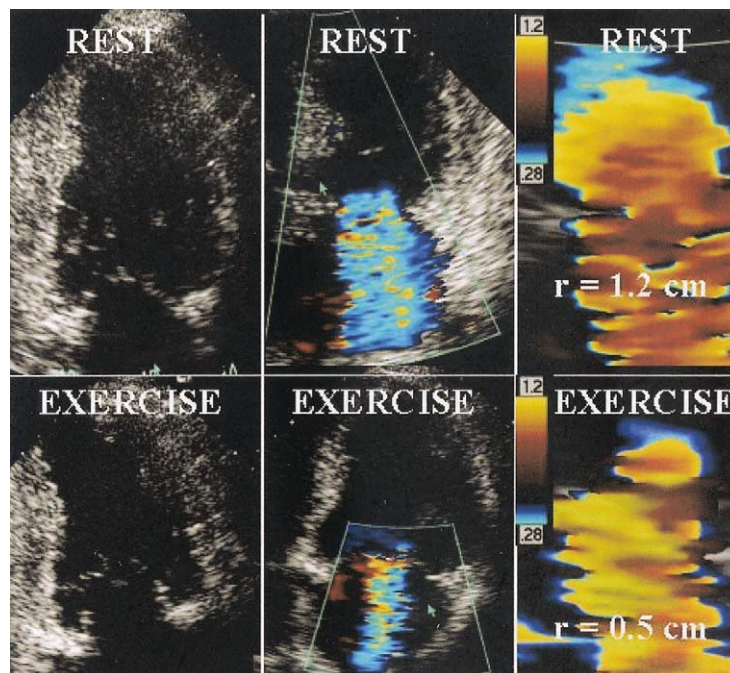 REST
REST
1.2
REST
.28
r = 1.2 cm
EXERCISE
EXERCISE
1.2
EXERCISE
.28
r = 0.5 cm